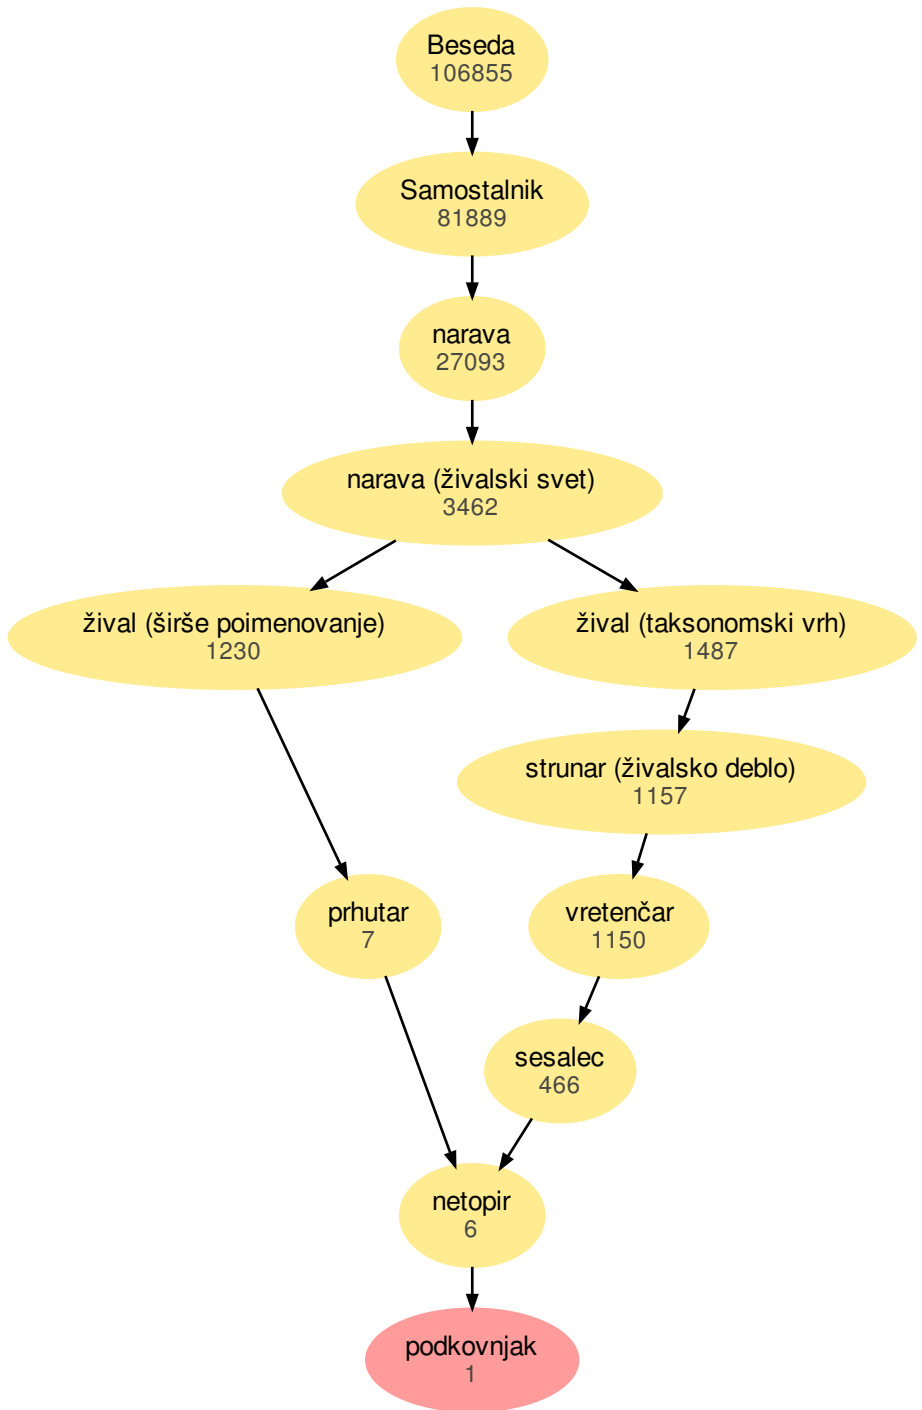 Beseda
106855
Samostalnik
81889
narava
27093
narava (živalski svet)
3462
žival (širše poimenovanje)
1230
žival (taksonomski vrh)
1487
strunar (živalsko deblo)
1157
prhutar
7
vretenčar
1150
sesalec
466
netopir
6
podkovnjak
1